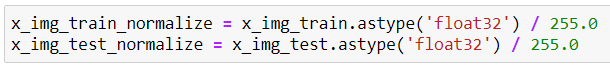 x_img_train_normalize = x_img_train.astype('float32') / 255.0
x_img_test_normalize = x_img_test.astype('float32') / 255.0